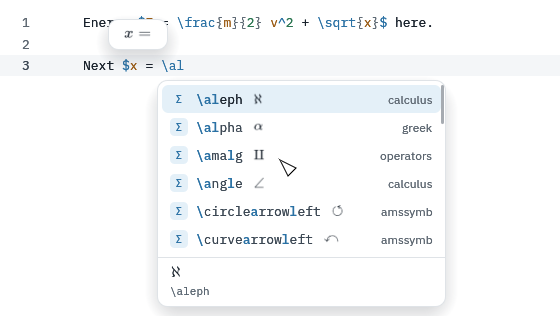 1 Ener $ = \frac{m}{2} v^2 + \sqrt{x}$ here.
x =
2
3 Next $x = \al
Σ \aleph ℵ calculus
Σ \alpha α greek
Σ \amalg ⨿ operators
Σ \angle ∠ calculus
Σ \circlearrowleft ↺ amssymb
Σ \curvearrowleft ↶ amssymb
ℵ
\aleph